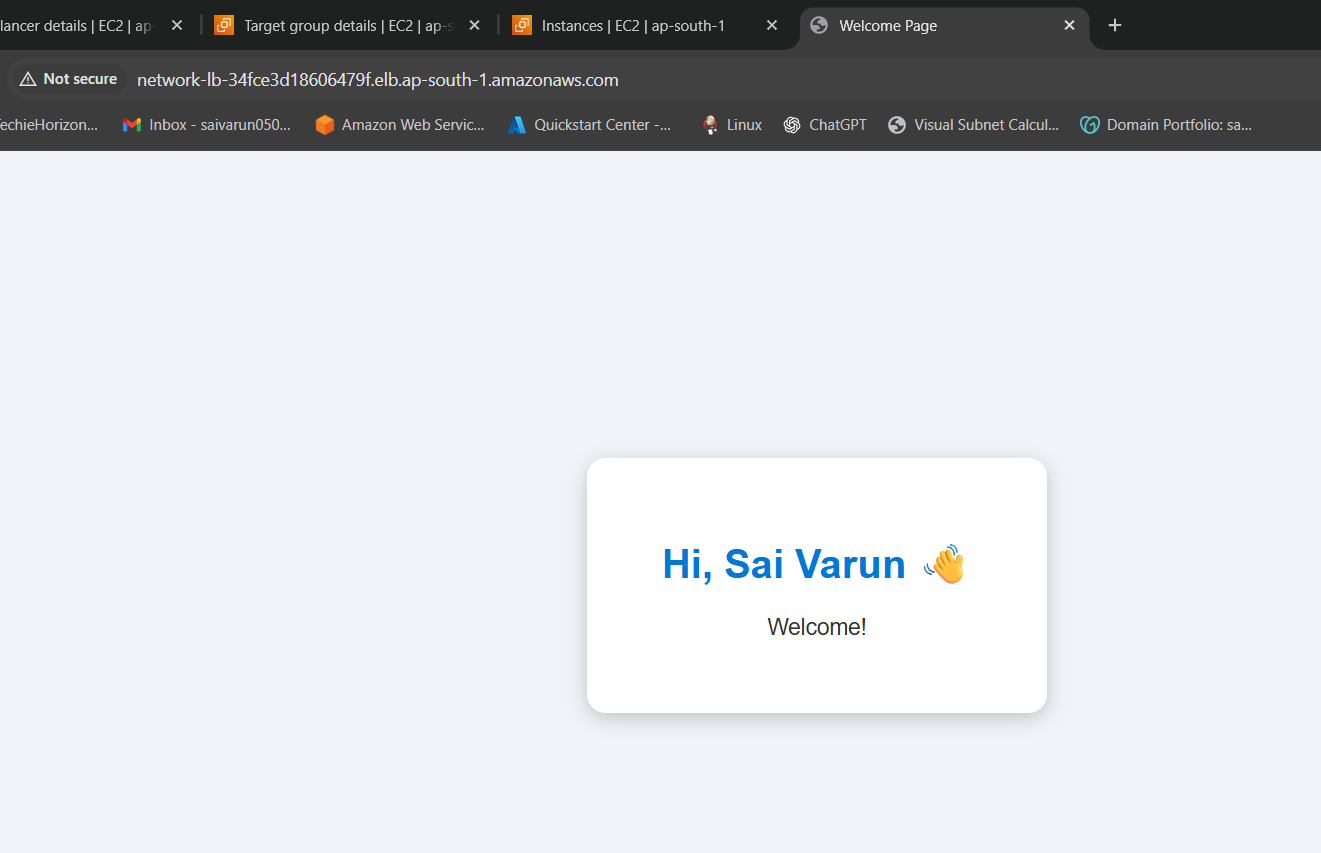 lancer details | EC2 | ap-
Target group details | EC2 | ap-s
Instances | EC2 | ap-south-1
Welcome Page
Not secure
network-lb-34fce3d18606479f.elb.ap-south-1.amazonaws.com
echieHorizon...
Inbox - saivarun050...
Amazon Web Servic...
Quickstart Center -...
Linux
ChatGPT
Visual Subnet Calcul...
Domain Portfolio: sa...
Hi, Sai Varun 👋
Welcome!